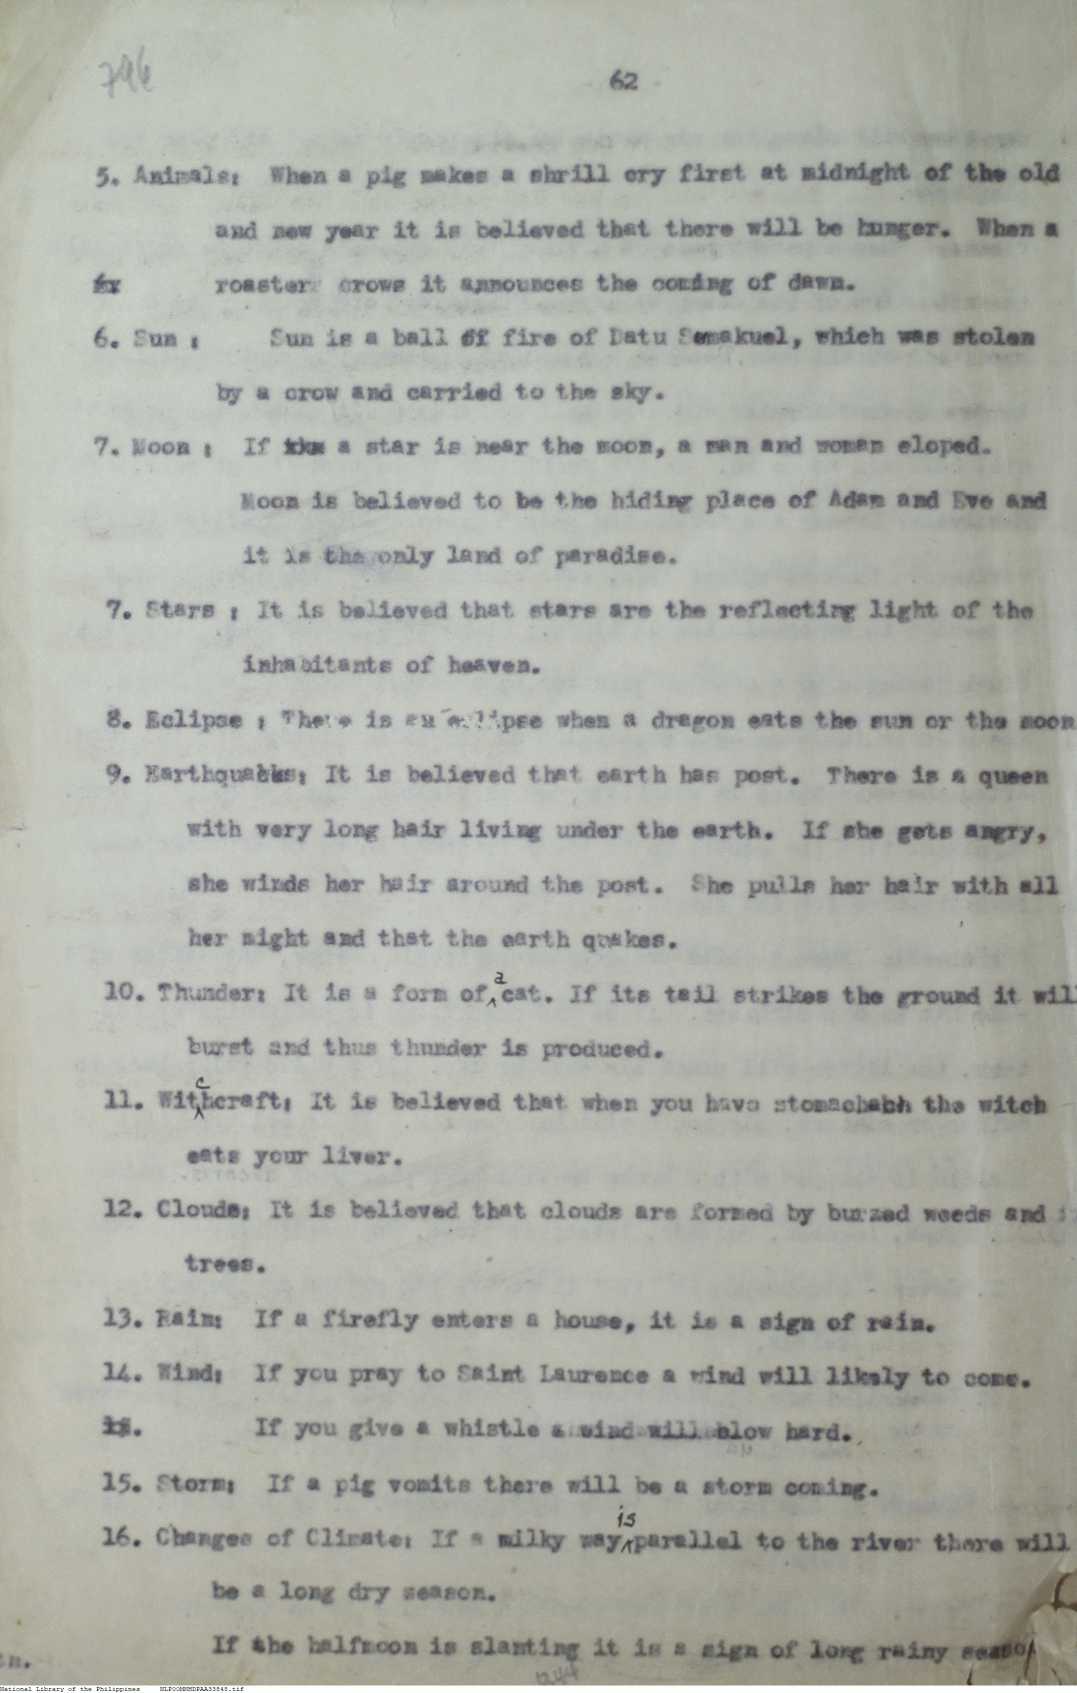 796
62
5. Animals: When a pig makes a shrill cry first at midnight of the old
and new year it is believed that there will be hunger. When a
roaster crows it announces the coming of dawn.
6. Sun : Sun is a ball of fire of Datu Semakuel, which was stolen
by a crow and carried to the sky.
7. Moon : If a star is near the moon, a man and woman eloped.
Moon is believed to be the hiding place of Adam and Eve and
it is the only land of paradise.
7. Stars : It is believed that stars are the reflecting light of the
inhabitants of heaven.
8. Eclipse : There is an eclipse when a dragon eats the sun or the moon
9. Earthquakes: It is believed that earth has post. There is a queen
with very long hair living under the earth. If she gets angry,
she winds her hair around the post. She pulls her hair with all
her might and that the earth quakes.
10. Thunder: It is a form of a cat. If its tail strikes the ground it will
burst and thus thunder is produced.
11. Witchcraft: It is believed that when you have stomachach the witch
eats your liver.
12. Clouds: It is believed that clouds are formed by burzed weeds and
trees.
13. Rain: If a firefly enters a house, it is a sign of rain.
14. Wind: If you pray to Saint Laurence a wind will likely to come.
If you give a whistle a wind will blow hard.
15. Storm: If a pig vomits there will be a storm coming.
16. Changes of Climate: If a milky way is parallel to the river there will
be a long dry season.
If the halfmoon is slanting it is a sign of long rainy season
1244
National Library of the Philippines